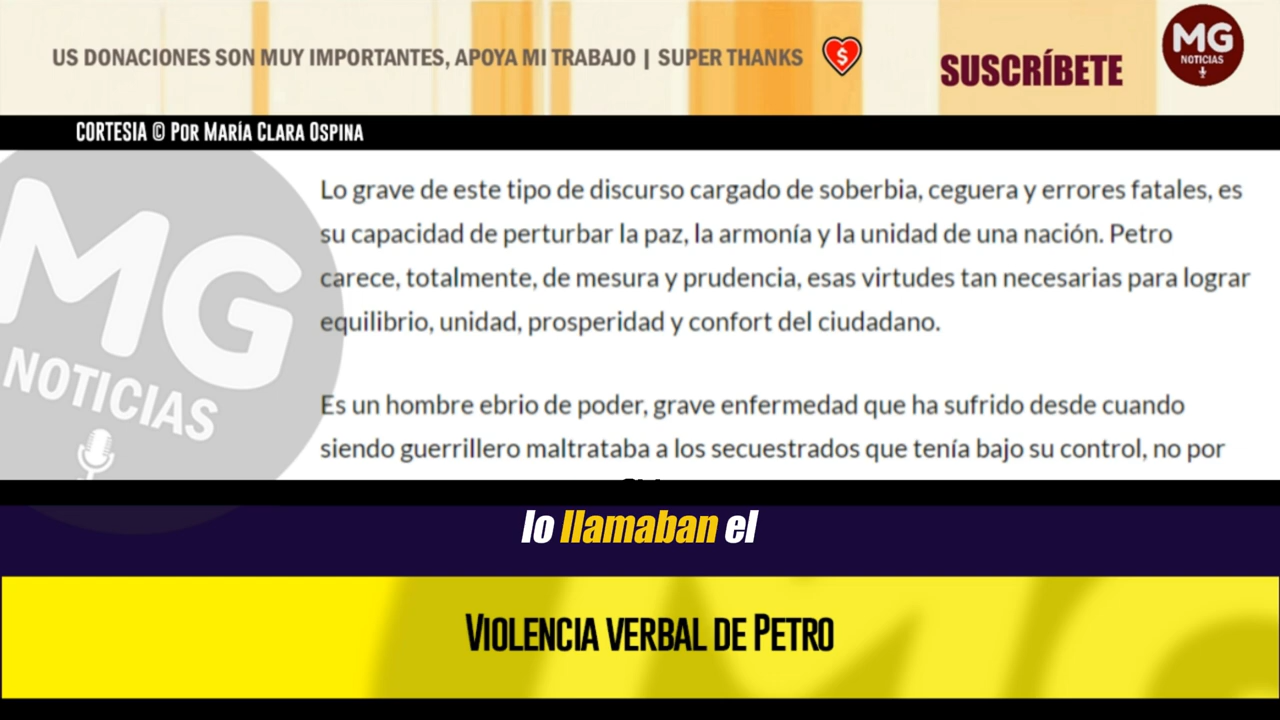 US DONACIONES SON MUY IMPORTANTES, APOYA MI TRABAJO | SUPER THANKS
$
SUSCRÍBETE
MG
NOTICIAS
CORTESIA © POR MARÍA CLARA OSPINA
MG
NOTICIAS
Lo grave de este tipo de discurso cargado de soberbia, ceguera y errores fatales, es
su capacidad de perturbar la paz, la armonía y la unidad de una nación. Petro
carece, totalmente, de mesura y prudencia, esas virtudes tan necesarias para lograr
equilibrio, unidad, prosperidad y confort del ciudadano.
Es un hombre ebrio de poder, grave enfermedad que ha sufrido desde cuando
siendo guerrillero maltrataba a los secuestrados que tenía bajo su control, no por
lo llamaban el
VIOLENCIA VERBAL DE PETRO